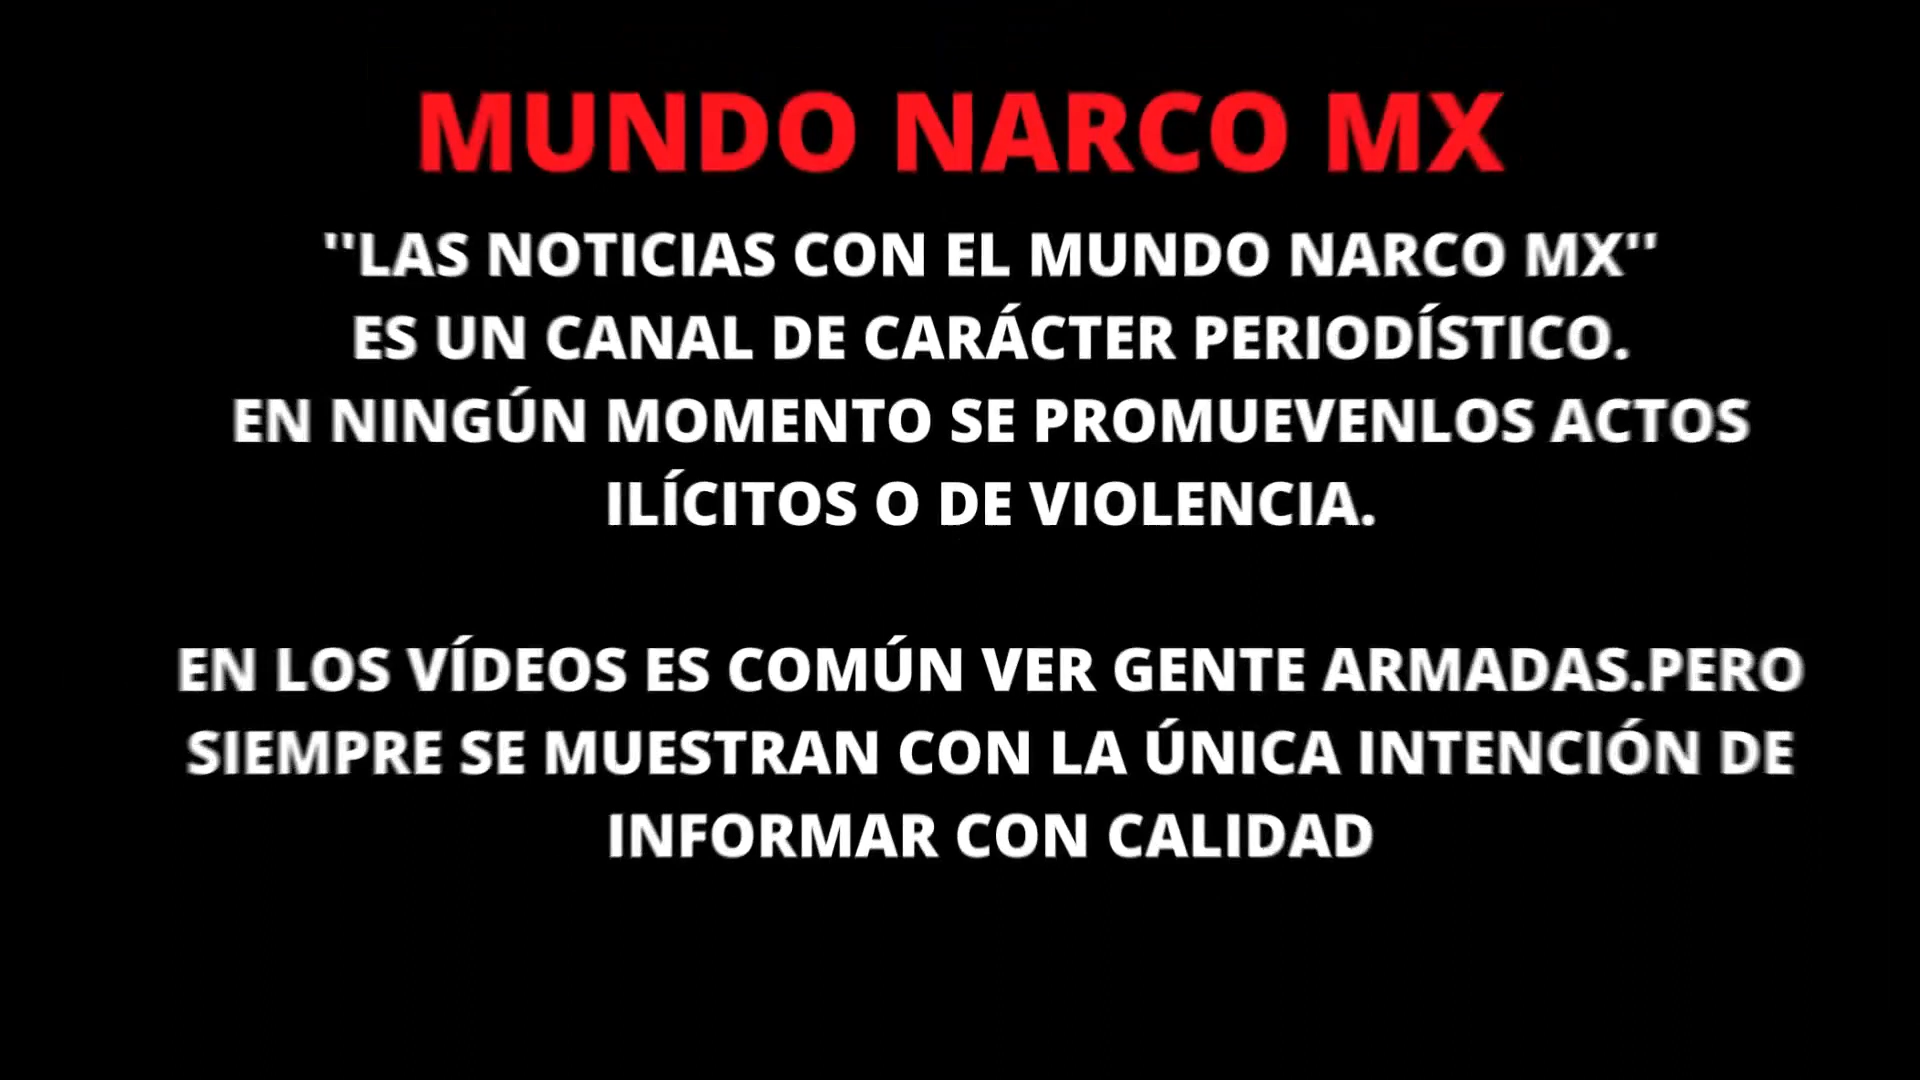 MUNDO NARCO MX
"LAS NOTICIAS CON EL MUNDO NARCO MX"
ES UN CANAL DE CARÁCTER PERIODÍSTICO.
EN NINGÚN MOMENTO SE PROMUEVENLOS ACTOS
ILÍCITOS O DE VIOLENCIA.
EN LOS VÍDEOS ES COMÚN VER GENTE ARMADAS.PERO
SIEMPRE SE MUESTRAN CON LA ÚNICA INTENCIÓN DE
INFORMAR CON CALIDAD